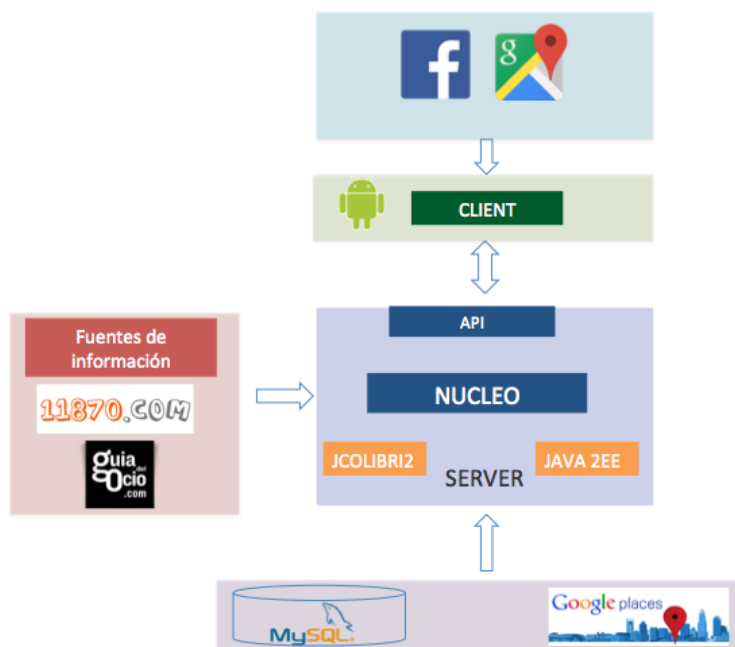 f
g
CLIENT
API
Fuentes de
información
11870.COM
guia
del
Ocio
.com
NUCLEO
JCOLIBRI2
JAVA 2EE
SERVER
MySQL
Google places